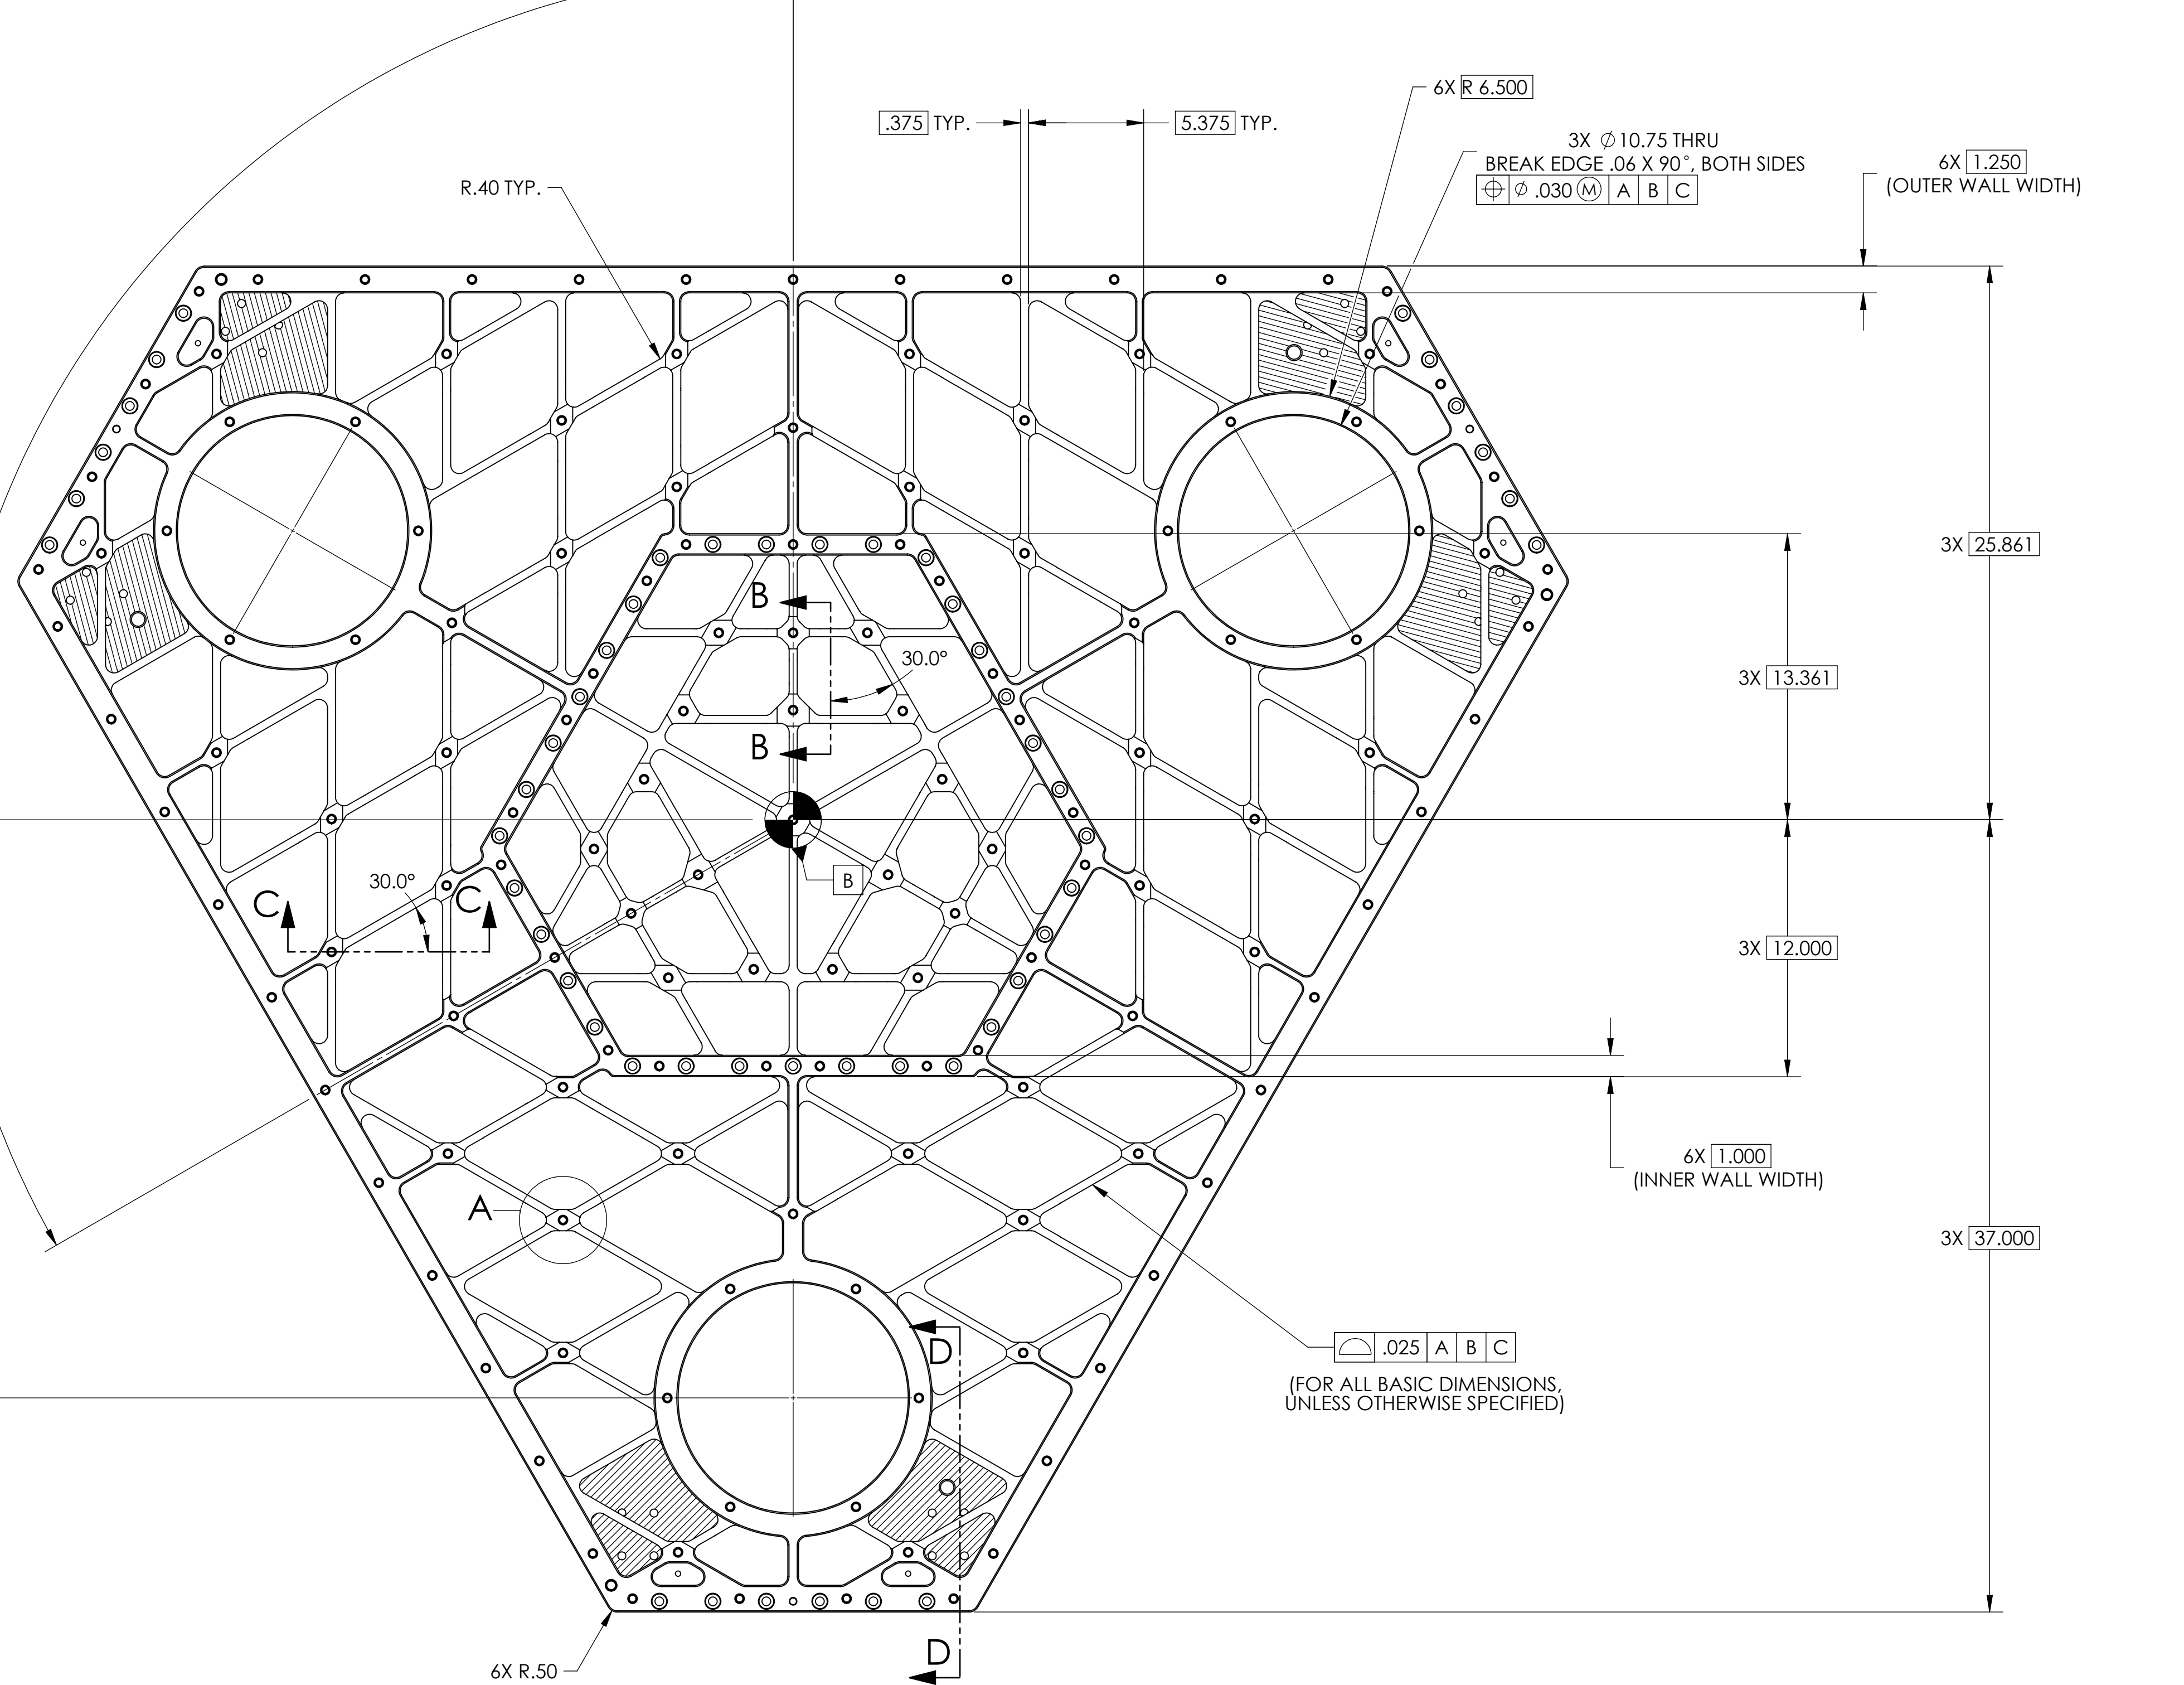 6X R 6.500
.375 TYP.
5.375 TYP.
3X ⌀10.75 THRU
BREAK EDGE .06 X 90°, BOTH SIDES
⌖ ⌀ .030 Ⓜ A B C
6X 1.250
(OUTER WALL WIDTH)
R.40 TYP.
3X 25.861
B
30.0°
3X 13.361
B
B
30.0°
C
C
3X 12.000
6X 1.000
(INNER WALL WIDTH)
A
3X 37.000
D
⌓ .025 A B C
(FOR ALL BASIC DIMENSIONS,
UNLESS OTHERWISE SPECIFIED)
D
6X R.50